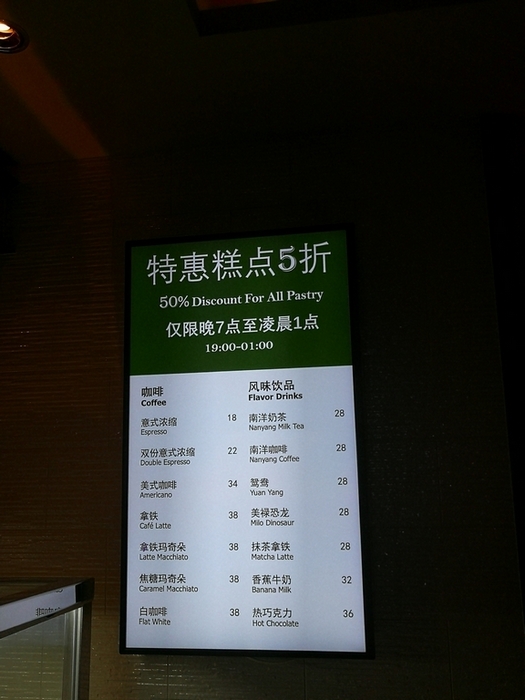 特惠糕点5折
50% Discount For All Pastry
仅限晚7点至凌晨1点
19:00-01:00
咖啡
Coffee
意式浓缩 18
Espresso
双份意式浓缩 22
Double Espresso
美式咖啡 34
Americano
拿铁 38
Café Latte
拿铁玛奇朵 38
Latte Macchiato
焦糖玛奇朵 38
Caramel Macchiato
白咖啡 38
Flat White
风味饮品
Flavor Drinks
南洋奶茶 28
Nanyang Milk Tea
南洋咖啡 28
Nanyang Coffee
鸳鸯 28
Yuan Yang
美禄恐龙 28
Milo Dinosaur
抹茶拿铁 28
Matcha Latte
香蕉牛奶 32
Banana Milk
热巧克力 36
Hot Chocolate